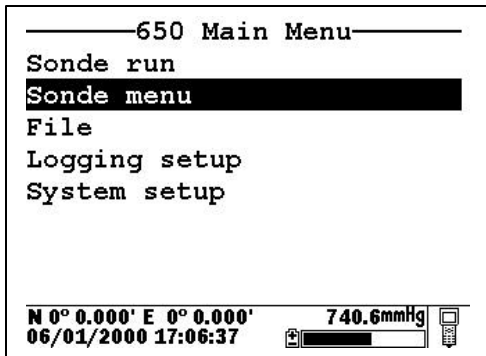 650 Main Menu
Sonde run
Sonde menu
File
Logging setup
System setup
N 0° 0.000' E 0° 0.000' 740.6mmHg
06/01/2000 17:06:37